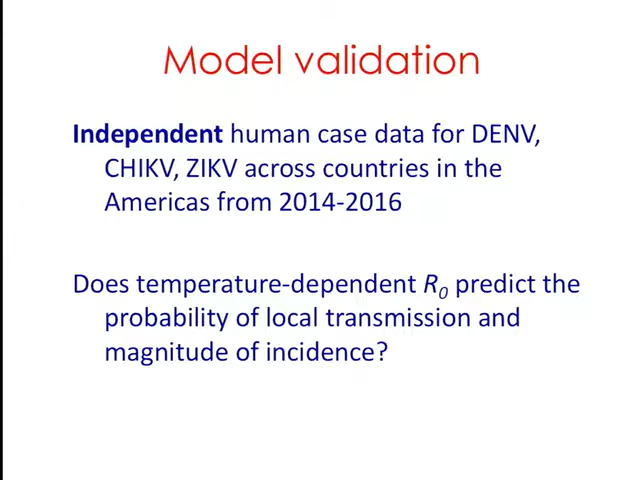 Model validation
Independent human case data for DENV,
CHIKV, ZIKV across countries in the
Americas from 2014-2016
Does temperature-dependent R0 predict the
probability of local transmission and
magnitude of incidence?